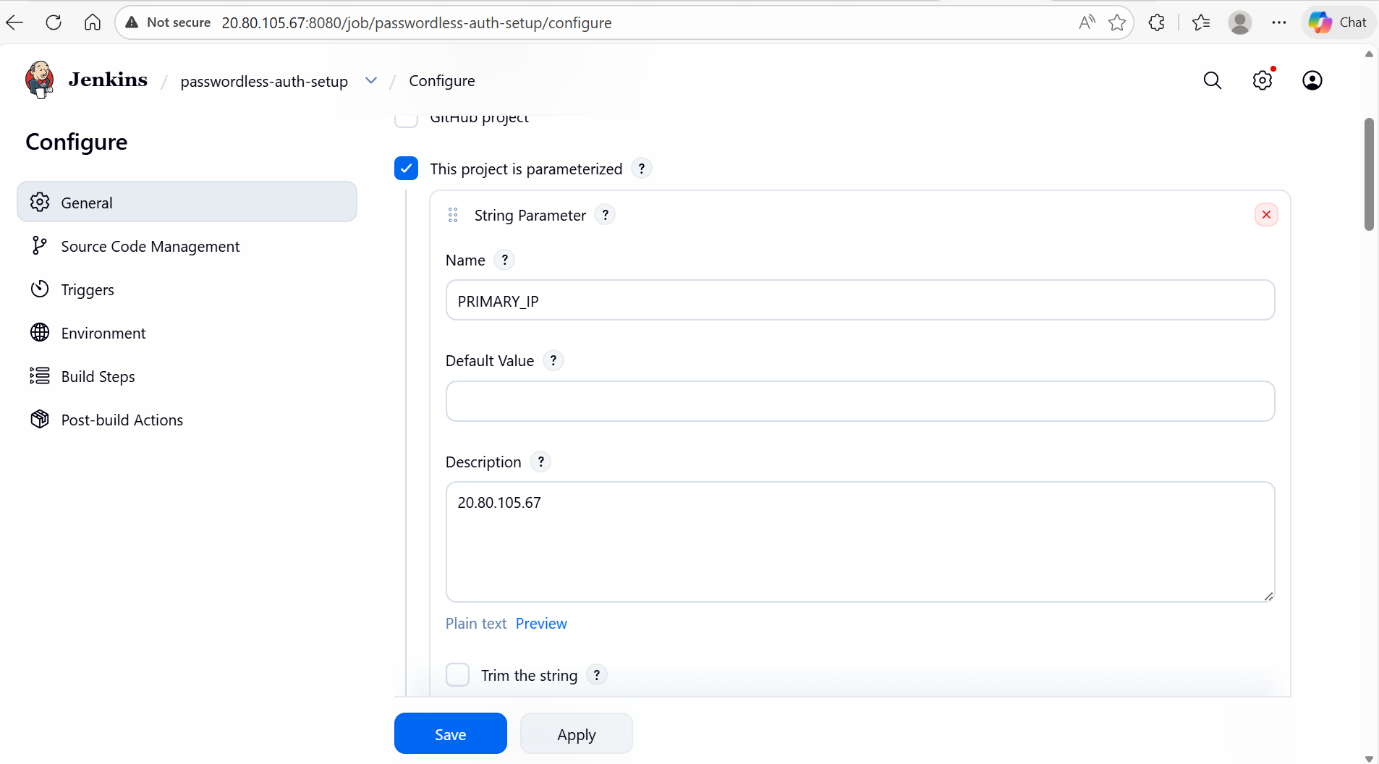 Not secure 20.80.105.67:8080/job/passwordless-auth-setup/configure
Chat
Jenkins / passwordless-auth-setup / Configure
Configure
General
Source Code Management
Triggers
Environment
Build Steps
Post-build Actions
GitHub project
This project is parameterized ?
String Parameter ?
Name ?
PRIMARY_IP
Default Value ?
Description ?
20.80.105.67
Plain text Preview
Trim the string ?
Save Apply